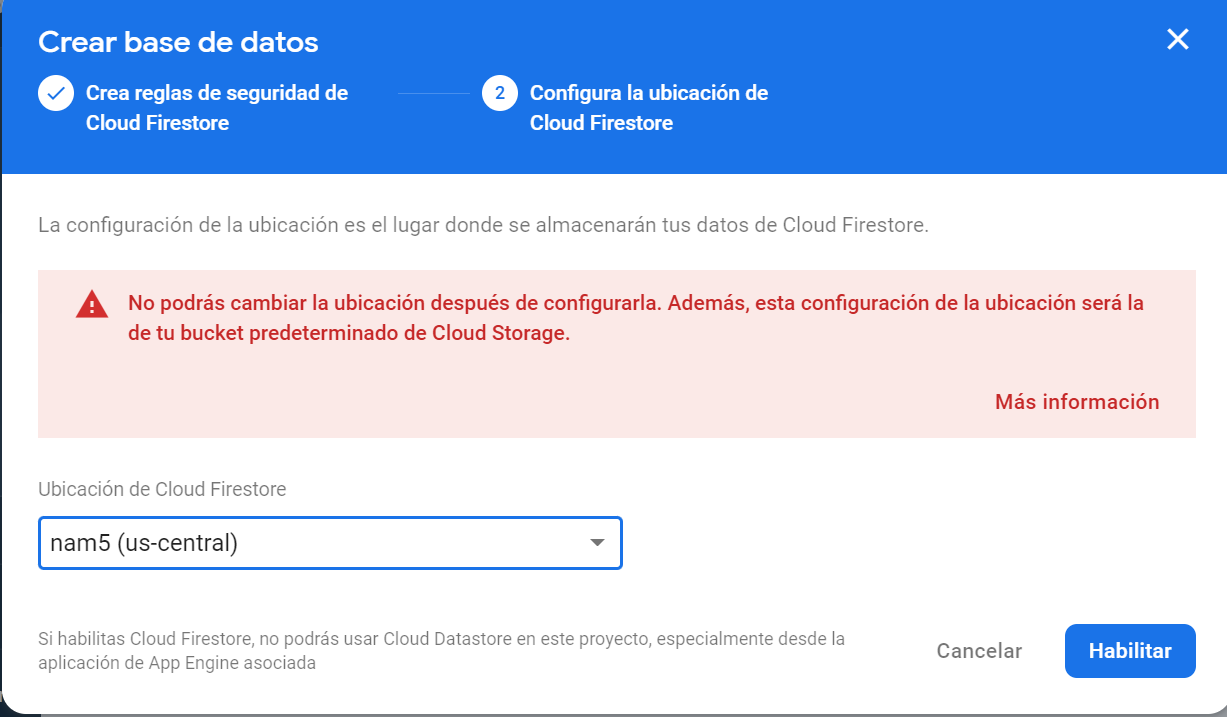 Crear base de datos
Crea reglas de seguridad de
Cloud Firestore
2
Configura la ubicación de
Cloud Firestore
La configuración de la ubicación es el lugar donde se almacenarán tus datos de Cloud Firestore.
No podrás cambiar la ubicación después de configurarla. Además, esta configuración de la ubicación será la
de tu bucket predeterminado de Cloud Storage.
Más información
Ubicación de Cloud Firestore
nam5 (us-central)
Si habilitas Cloud Firestore, no podrás usar Cloud Datastore en este proyecto, especialmente desde la
aplicación de App Engine asociada
Cancelar
Habilitar